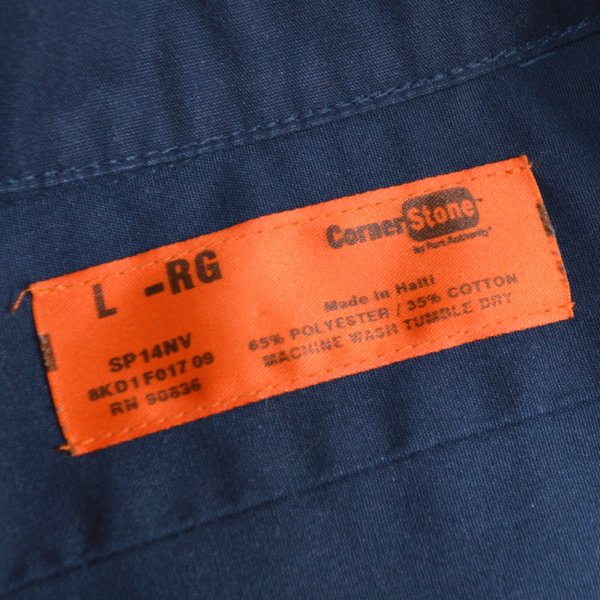 L -RG
SP14NV
8KD1F017 09
RN 90836
CornerStone™
by Port Authority®
Made in Haiti
65% POLYESTER / 35% COTTON
MACHINE WASH TUMBLE DRY